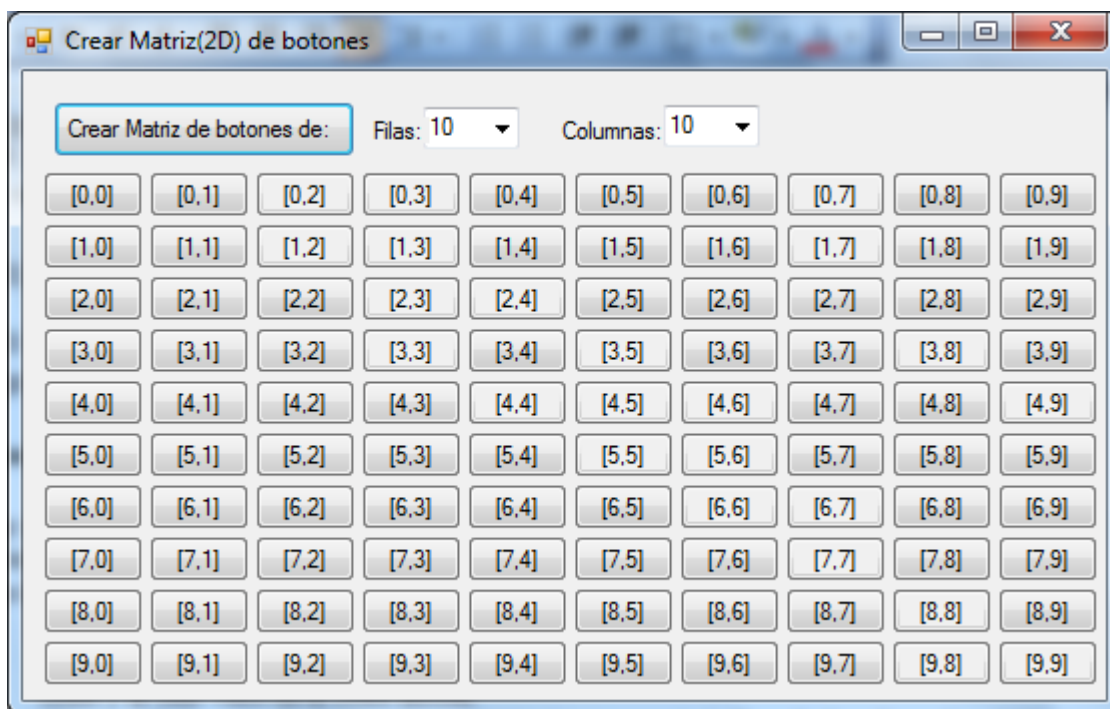 Crear Matriz(2D) de botones
Crear Matriz de botones de: Filas: 10 Columnas: 10
[0,0] [0,1] [0,2] [0,3] [0,4] [0,5] [0,6] [0,7] [0,8] [0,9]
[1,0] [1,1] [1,2] [1,3] [1,4] [1,5] [1,6] [1,7] [1,8] [1,9]
[2,0] [2,1] [2,2] [2,3] [2,4] [2,5] [2,6] [2,7] [2,8] [2,9]
[3,0] [3,1] [3,2] [3,3] [3,4] [3,5] [3,6] [3,7] [3,8] [3,9]
[4,0] [4,1] [4,2] [4,3] [4,4] [4,5] [4,6] [4,7] [4,8] [4,9]
[5,0] [5,1] [5,2] [5,3] [5,4] [5,5] [5,6] [5,7] [5,8] [5,9]
[6,0] [6,1] [6,2] [6,3] [6,4] [6,5] [6,6] [6,7] [6,8] [6,9]
[7,0] [7,1] [7,2] [7,3] [7,4] [7,5] [7,6] [7,7] [7,8] [7,9]
[8,0] [8,1] [8,2] [8,3] [8,4] [8,5] [8,6] [8,7] [8,8] [8,9]
[9,0] [9,1] [9,2] [9,3] [9,4] [9,5] [9,6] [9,7] [9,8] [9,9]